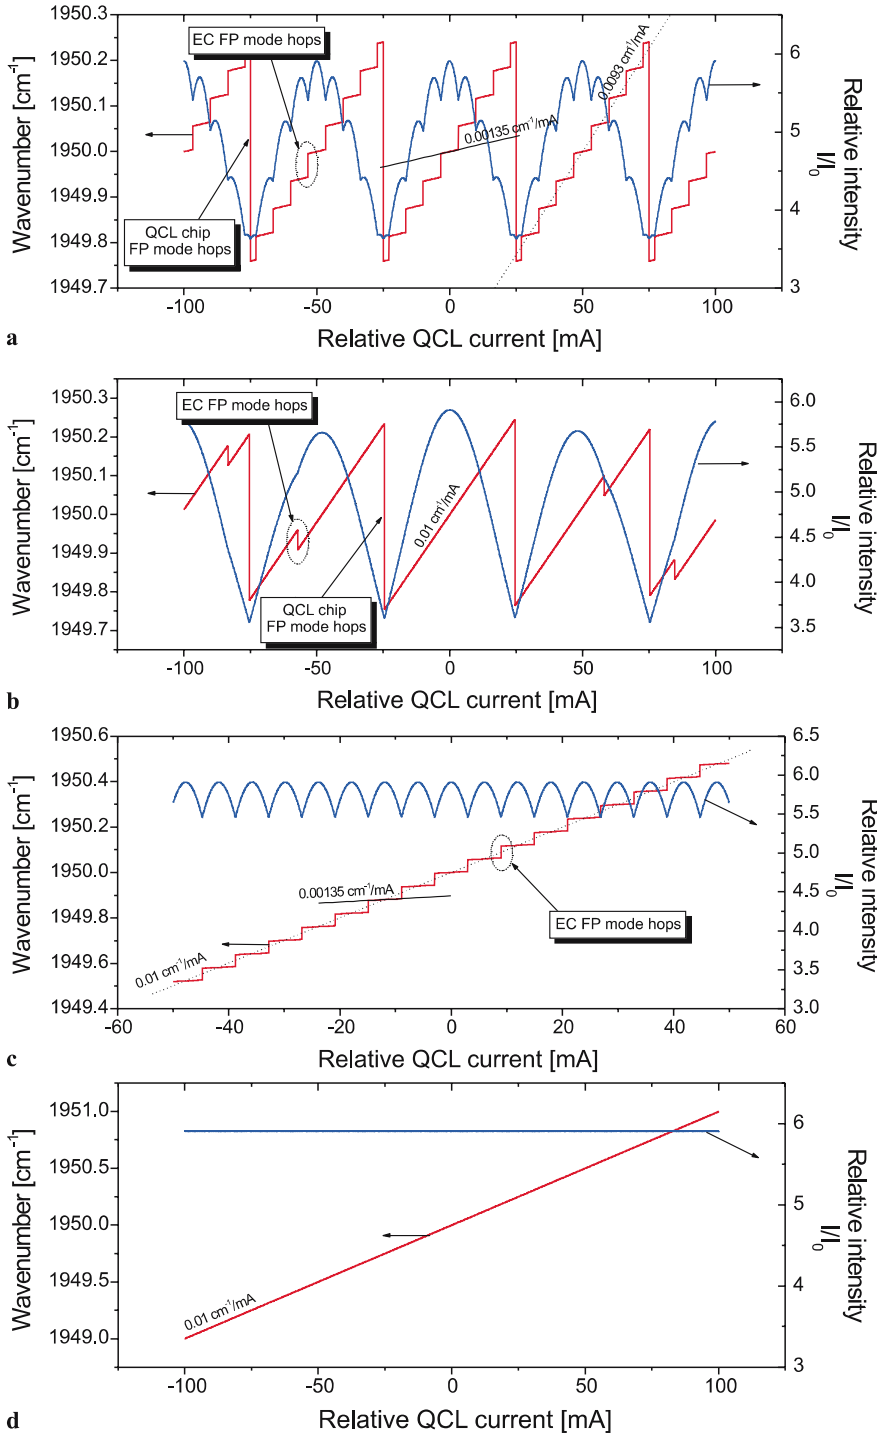 1950.3
1950.2
1950.1
1950.0
1949.9
1949.8
1949.7
Wavenumber [cm-1]
EC FP mode hops
QCL chip
FP mode hops
0.00135 cm-1/mA
0.0093 cm-1/mA
6
5
4
3
Relative intensity
I/I0
-100 -50 0 50 100
Relative QCL current [mA]
a
1950.3
1950.2
1950.1
1950.0
1949.9
1949.8
1949.7
Wavenumber [cm-1]
EC FP mode hops
QCL chip
FP mode hops
0.01 cm-1/mA
6.0
5.5
5.0
4.5
4.0
3.5
Relative intensity
I/I0
-100 -50 0 50 100
Relative QCL current [mA]
b
1950.6
1950.4
1950.2
1950.0
1949.8
1949.6
1949.4
Wavenumber [cm-1]
0.00135 cm-1/mA
EC FP mode hops
0.01 cm-1/mA
6.5
6.0
5.5
5.0
4.5
4.0
3.5
3.0
Relative intensity
I/I0
-60 -40 -20 0 20 40 60
Relative QCL current [mA]
c
1951.0
1950.5
1950.0
1949.5
1949.0
Wavenumber [cm-1]
0.01 cm-1/mA
6
5
4
3
Relative intensity
I/I0
-100 -50 0 50 100
Relative QCL current [mA]
d